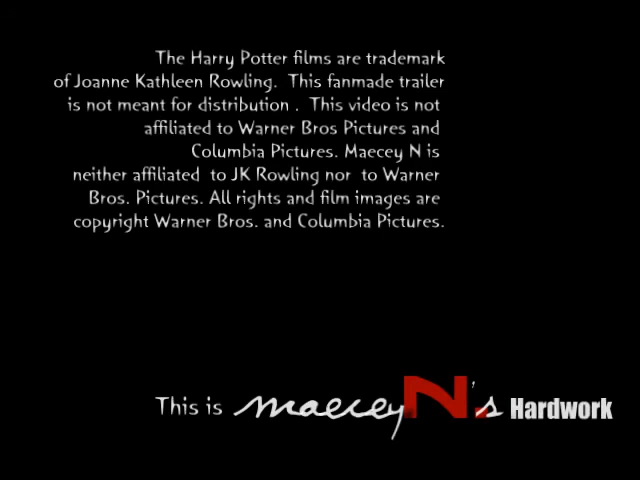 The Harry Potter films are trademark
of Joanne Kathleen Rowling. This fanmade trailer
is not meant for distribution . This video is not
affiliated to Warner Bros Pictures and
Columbia Pictures. Maecey N is
neither affiliated to JK Rowling nor to Warner
Bros. Pictures. All rights and film images are
copyright Warner Bros. and Columbia Pictures.
This is maecey N's Hardwork